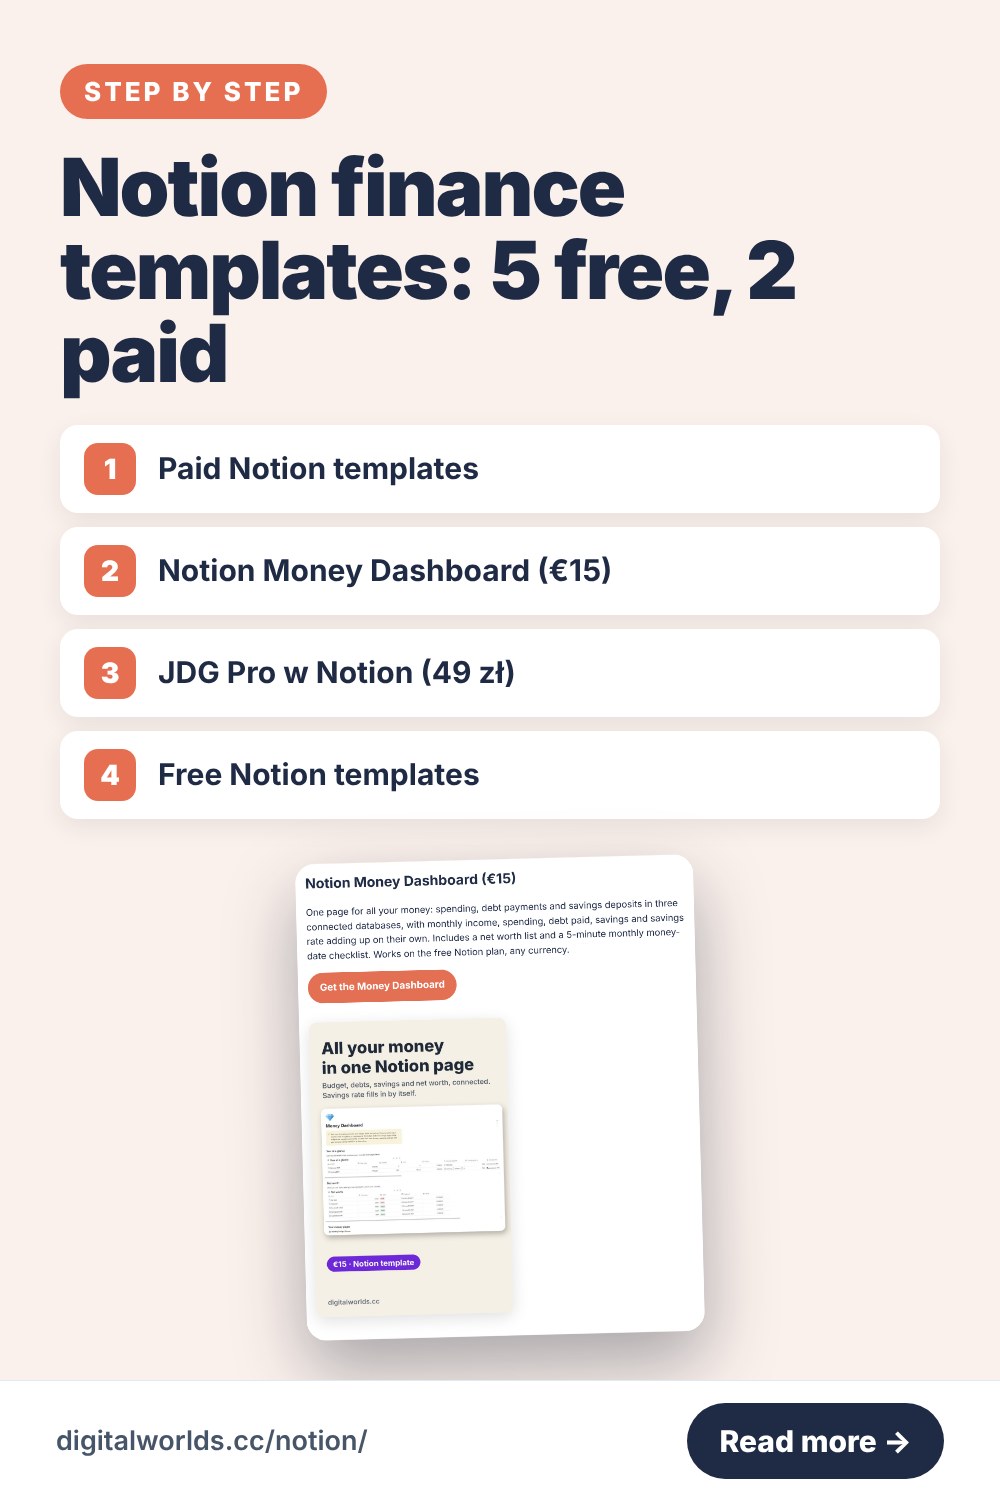 STEP BY STEP
Notion finance
templates: 5 free, 2
paid
1 Paid Notion templates
2 Notion Money Dashboard (€15)
3 JDG Pro w Notion (49 zł)
4 Free Notion templates
Notion Money Dashboard (€15)
One page for all your money: spending, debt payments and savings deposits in three
connected databases, with monthly income, spending, debt paid, savings and savings
rate adding up on their own. Includes a net worth list and a 5-minute monthly money-
date checklist. Works on the free Notion plan, any currency.
Get the Money Dashboard
All your money
in one Notion page
Budget, debts, savings and net worth, connected.
Savings rate fills in by itself.
Money Dashboard
€15 · Notion template
digitalworlds.cc
digitalworlds.cc/notion/
Read more →